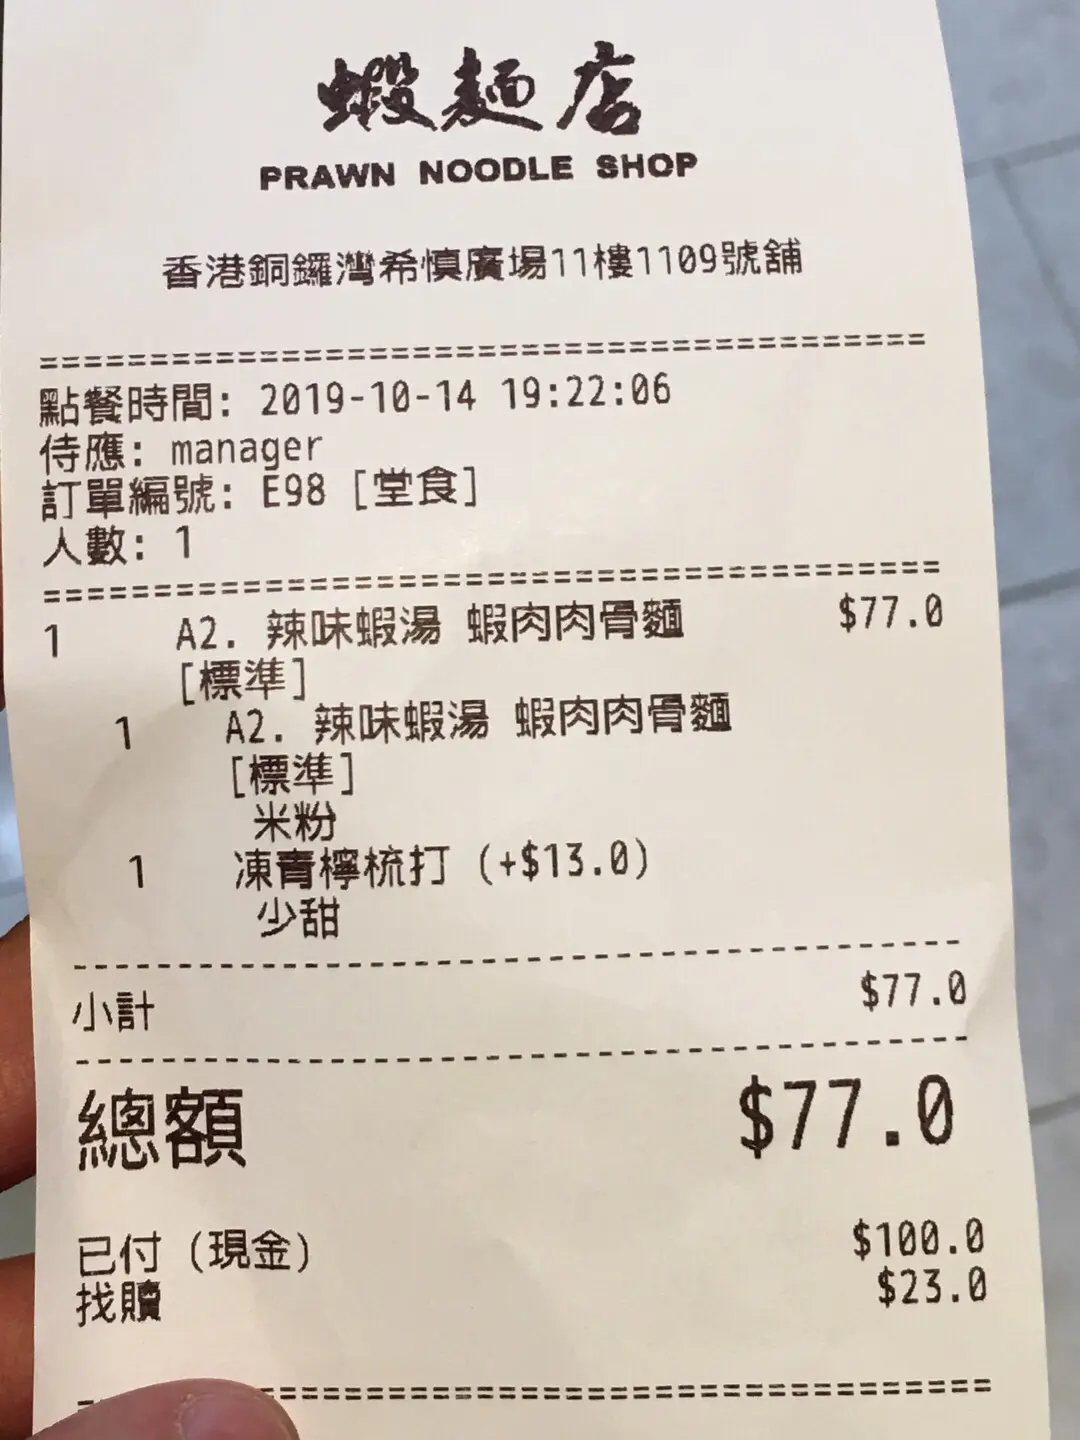 蝦麵店
PRAWN NOODLE SHOP
香港銅鑼灣希慎廣場11樓1109號舖
========================================
點餐時間: 2019-10-14 19:22:06
侍應: manager
訂單編號: E98 [堂食]
人數: 1
========================================
1 A2. 辣味蝦湯 蝦肉肉骨麵 $77.0
[標準]
1 A2. 辣味蝦湯 蝦肉肉骨麵
[標準]
米粉
1 凍青檸梳打 (+$13.0)
少甜
----------------------------------------
小計 $77.0
----------------------------------------
總額 $77.0
已付 (現金) $100.0
找贖 $23.0
========================================